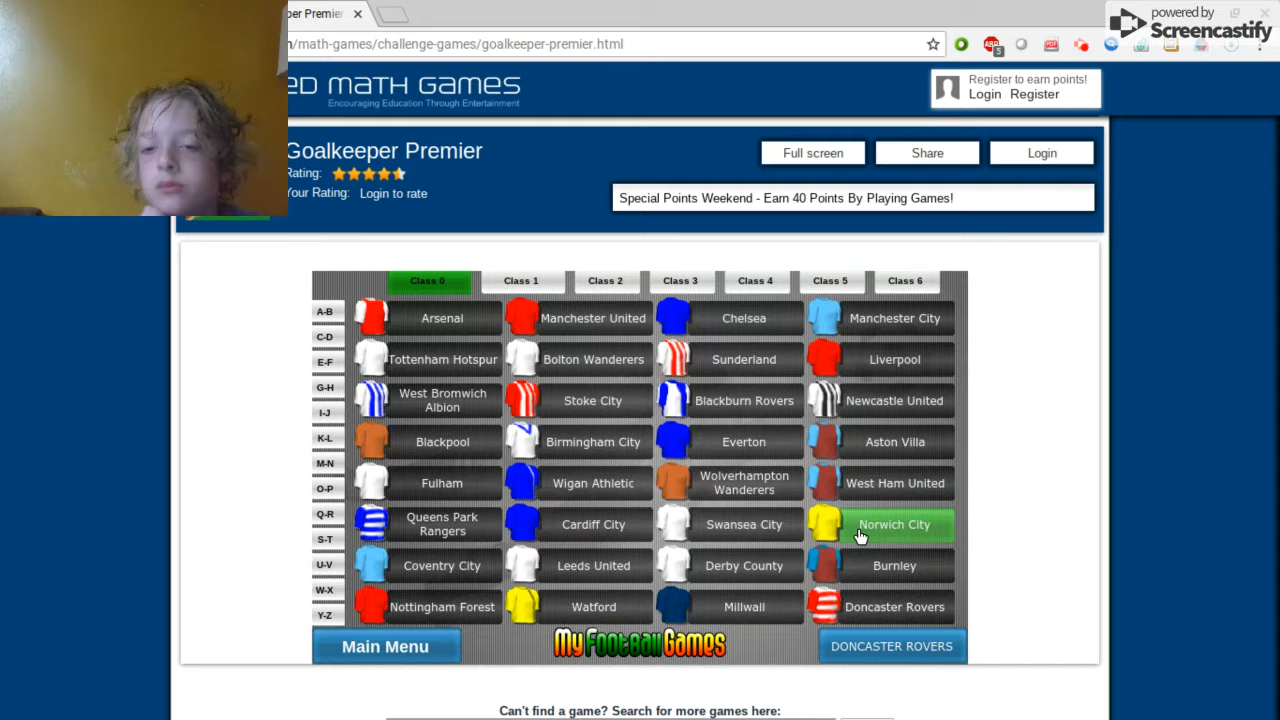 per Premier
powered by
Screencastify
/math-games/challenge-games/goalkeeper-premier.html
ABP
5
ED MATH GAMES
Encouraging Education Through Entertainment
Register to earn points!
Login Register
Goalkeeper Premier
Full screen
Share
Login
Rating:
Your Rating: Login to rate
Special Points Weekend - Earn 40 Points By Playing Games!
Class 0 Class 1 Class 2 Class 3 Class 4 Class 5 Class 6
A-B
C-D
E-F
G-H
I-J
K-L
M-N
O-P
Q-R
S-T
U-V
W-X
Y-Z
Arsenal Manchester United Chelsea Manchester City
Tottenham Hotspur Bolton Wanderers Sunderland Liverpool
West Bromwich
Albion
Stoke City Blackburn Rovers Newcastle United
Blackpool Birmingham City Everton Aston Villa
Fulham Wigan Athletic
Wolverhampton
Wanderers
West Ham United
Queens Park
Rangers
Cardiff City Swansea City Norwich City
Coventry City Leeds United Derby County Burnley
Nottingham Forest Watford Millwall Doncaster Rovers
Main Menu
My Football Games
DONCASTER ROVERS
Can't find a game? Search for more games here: